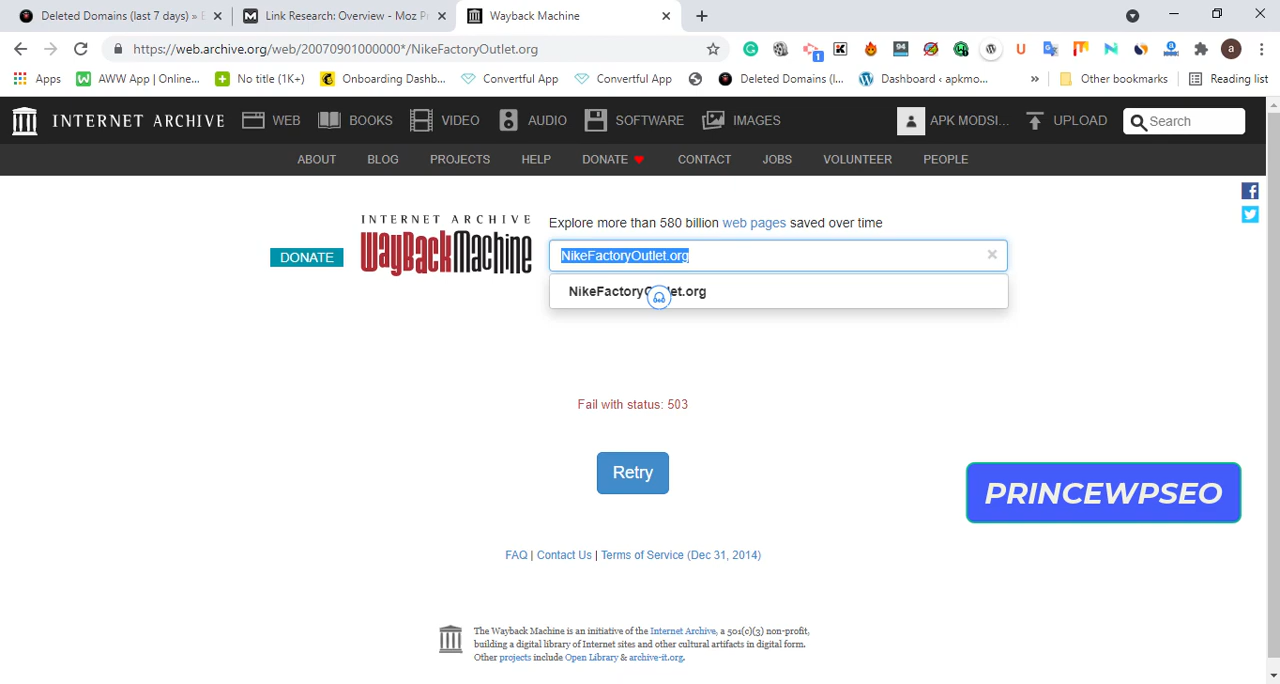 Deleted Domains (last 7 days) » E
Link Research: Overview - Moz Pr
Wayback Machine
https://web.archive.org/web/20070901000000*/NikeFactoryOutlet.org
94
1
a
Apps
AWW App | Online...
No title (1K+)
Onboarding Dashb...
Convertful App
Convertful App
Deleted Domains (l...
Dashboard ‹ apkmo...
»
Other bookmarks
Reading list
INTERNET ARCHIVE
WEB
BOOKS
VIDEO
AUDIO
SOFTWARE
IMAGES
APK MODSI...
UPLOAD
Search
ABOUT
BLOG
PROJECTS
HELP
DONATE
CONTACT
JOBS
VOLUNTEER
PEOPLE
DONATE
INTERNET ARCHIVE
WayBackMachine
Explore more than 580 billion web pages saved over time
NikeFactoryOutlet.org
NikeFactoryOutlet.org
Fail with status: 503
Retry
PRINCEWPSEO
FAQ | Contact Us | Terms of Service (Dec 31, 2014)
The Wayback Machine is an initiative of the Internet Archive, a 501(c)(3) non-profit,
building a digital library of Internet sites and other cultural artifacts in digital form.
Other projects include Open Library & archive-it.org.